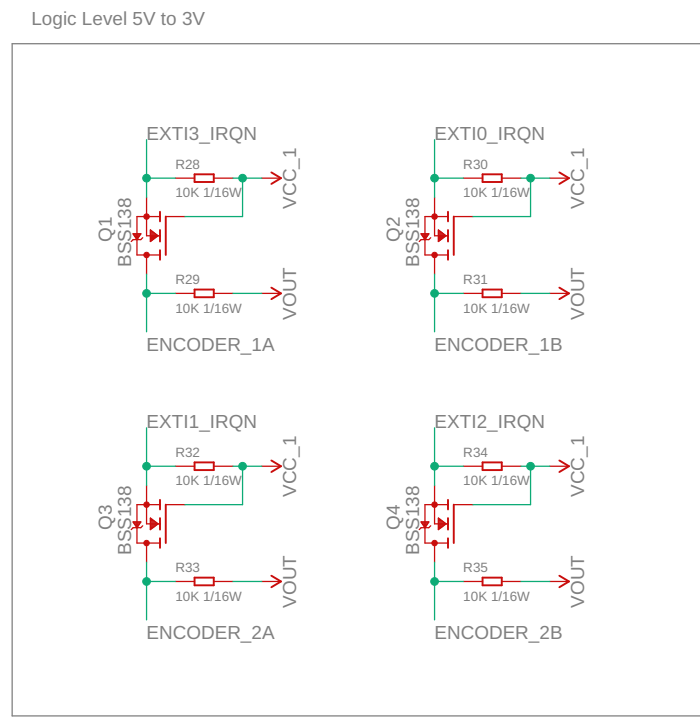 Logic Level 5V to 3V
EXTI3_IRQN
R28
10K 1/16W
VCC_1
Q1
BSS138
R29
10K 1/16W
VOUT
ENCODER_1A
EXTI0_IRQN
R30
10K 1/16W
VCC_1
Q2
BSS138
R31
10K 1/16W
VOUT
ENCODER_1B
EXTI1_IRQN
R32
10K 1/16W
VCC_1
Q3
BSS138
R33
10K 1/16W
VOUT
ENCODER_2A
EXTI2_IRQN
R34
10K 1/16W
VCC_1
Q4
BSS138
R35
10K 1/16W
VOUT
ENCODER_2B